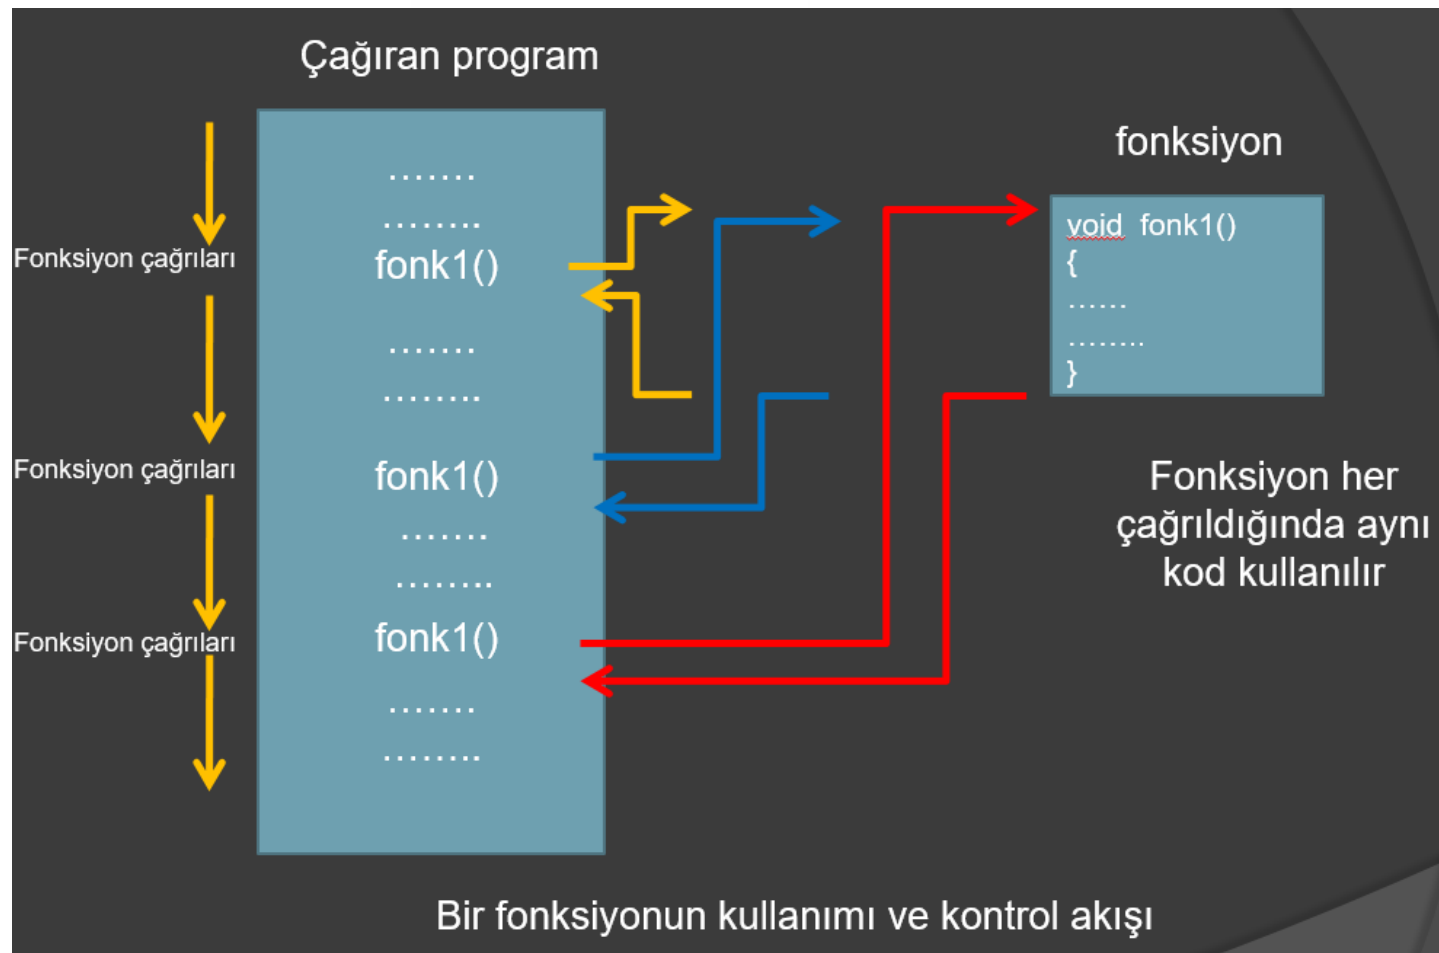 Çağıran program
…….
……..
Fonksiyon çağrıları
fonk1()
…….
……..
Fonksiyon çağrıları
fonk1()
…….
……..
Fonksiyon çağrıları
fonk1()
…….
……..
fonksiyon
void fonk1()
{
……
……..
}
Fonksiyon her
çağrıldığında aynı
kod kullanılır
Bir fonksiyonun kullanımı ve kontrol akışı